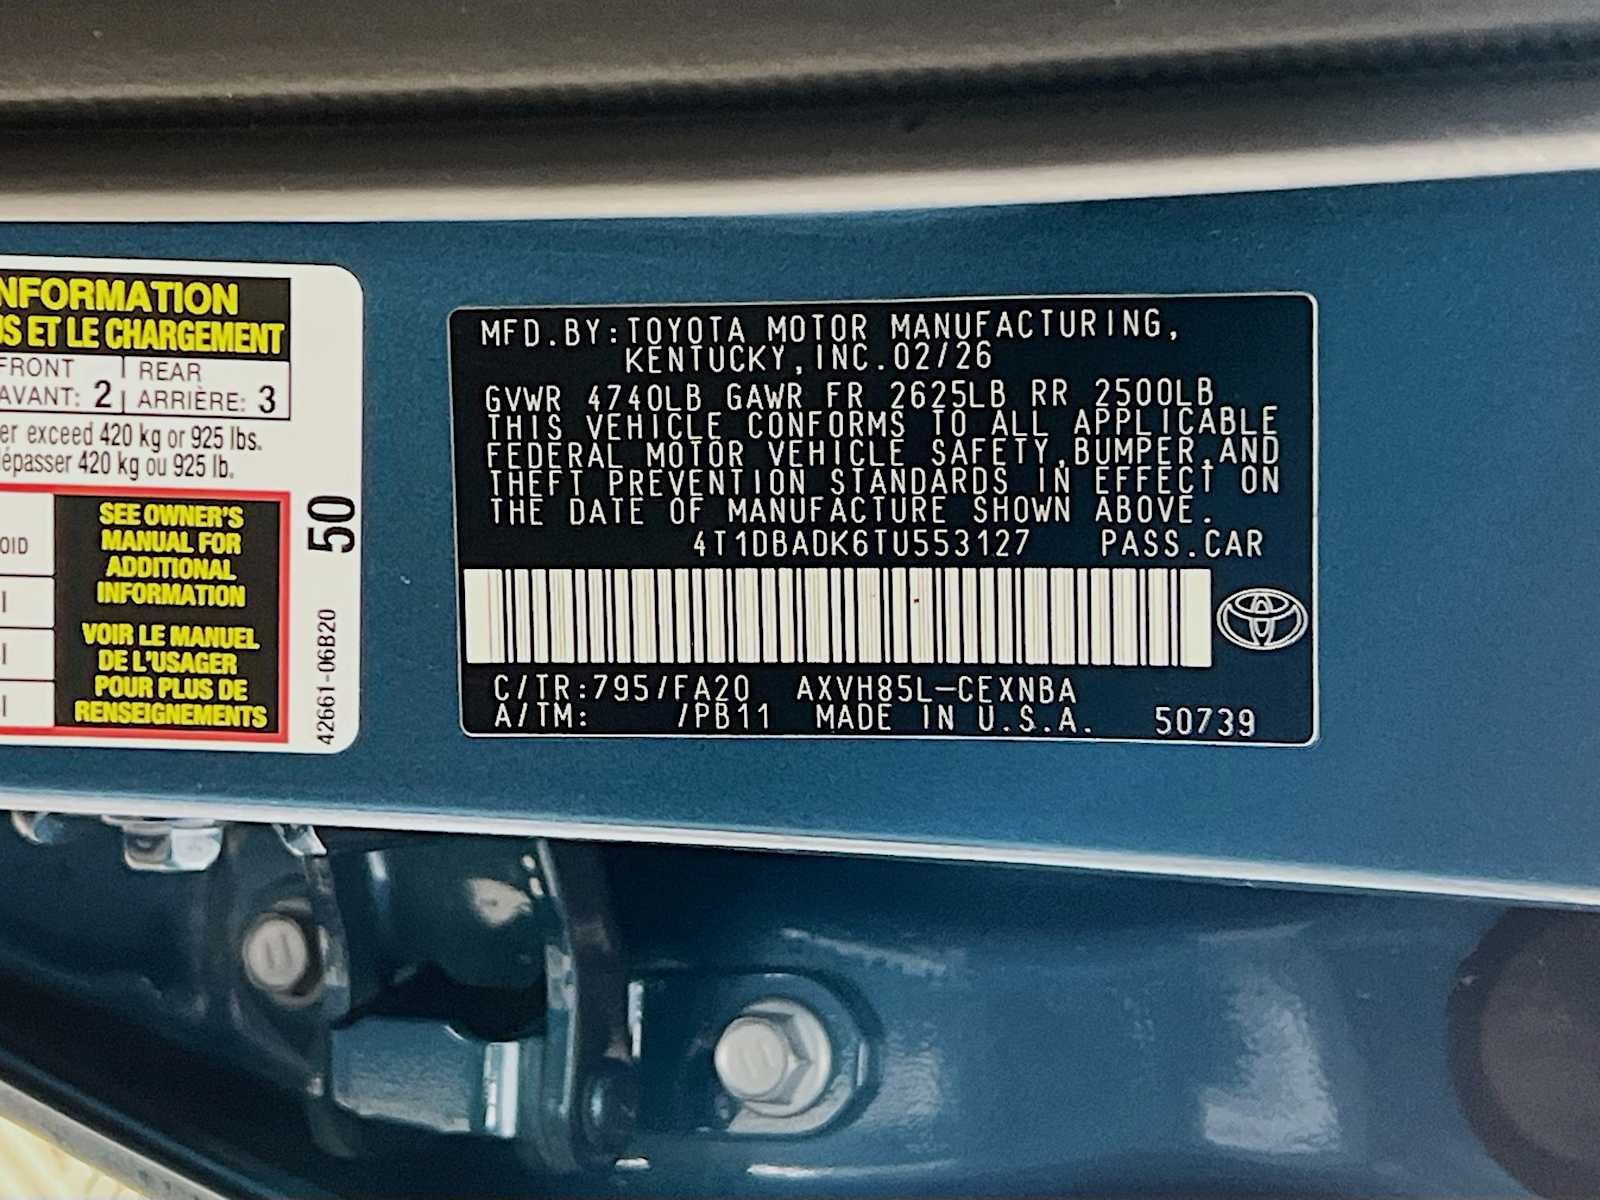 NFORMATION
US ET LE CHARGEMENT
FRONT REAR
AVANT: 2 ARRIÈRE: 3
er exceed 420 kg or 925 lbs.
épasser 420 kg ou 925 lb.
OID
SEE OWNER'S
MANUAL FOR
ADDITIONAL
INFORMATION
VOIR LE MANUEL
DE L'USAGER
POUR PLUS DE
RENSEIGNEMENTS
50
42661-06B20
MFD.BY:TOYOTA MOTOR MANUFACTURING,
KENTUCKY,INC.02/26
GVWR 4740LB GAWR FR 2625LB RR 2500LB
THIS VEHICLE CONFORMS TO ALL APPLICABLE
FEDERAL MOTOR VEHICLE SAFETY,BUMPER,AND
THEFT PREVENTION STANDARDS IN EFFECT ON
THE DATE OF MANUFACTURE SHOWN ABOVE.
4T1DBADK6TU553127 PASS.CAR
C/TR:795/FA20 AXVH85L-CEXNBA
A/TM: /PB11 MADE IN U.S.A. 50739